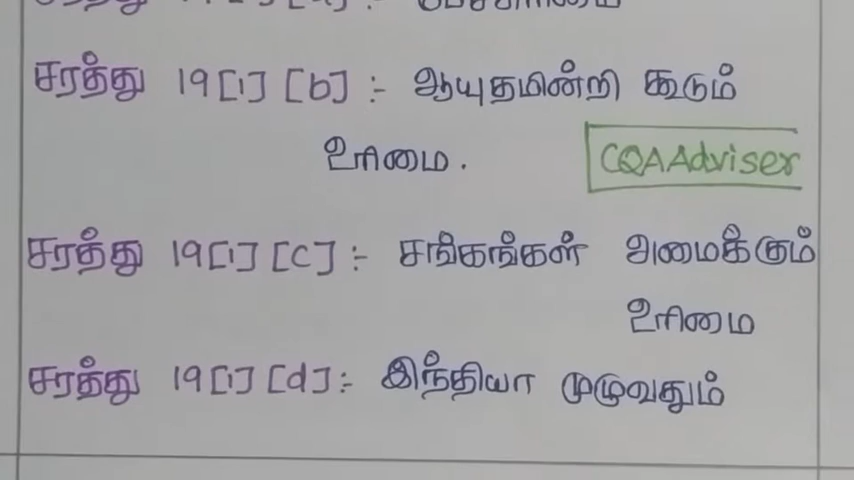 சரத்து 19[1] [b] :- ஆயுதமின்றி கூடும்
உரிமை.
CQAAdviser
சரத்து 19[1] [c] :- சங்கங்கள் அமைக்கும்
உரிமை
சரத்து 19[1] [d] :- இந்தியா முழுவதும்